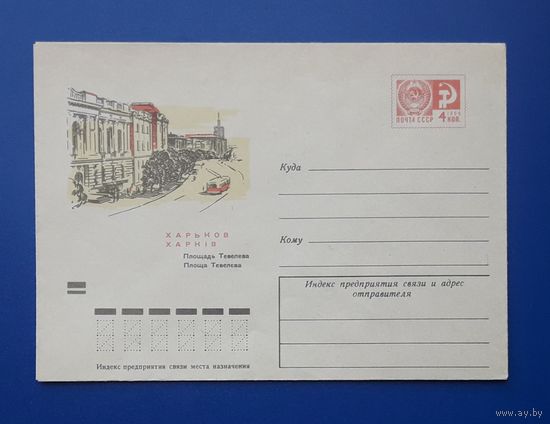 ПОЧТА СССР
1966
4 КОП.
Куда
ХАРЬКОВ
ХАРКІВ
Площадь Тевелева
Площа Тевелєва
Кому
Индекс предприятия связи и адрес
отправителя
Индекс предприятия связи места назначения
www.ay.by